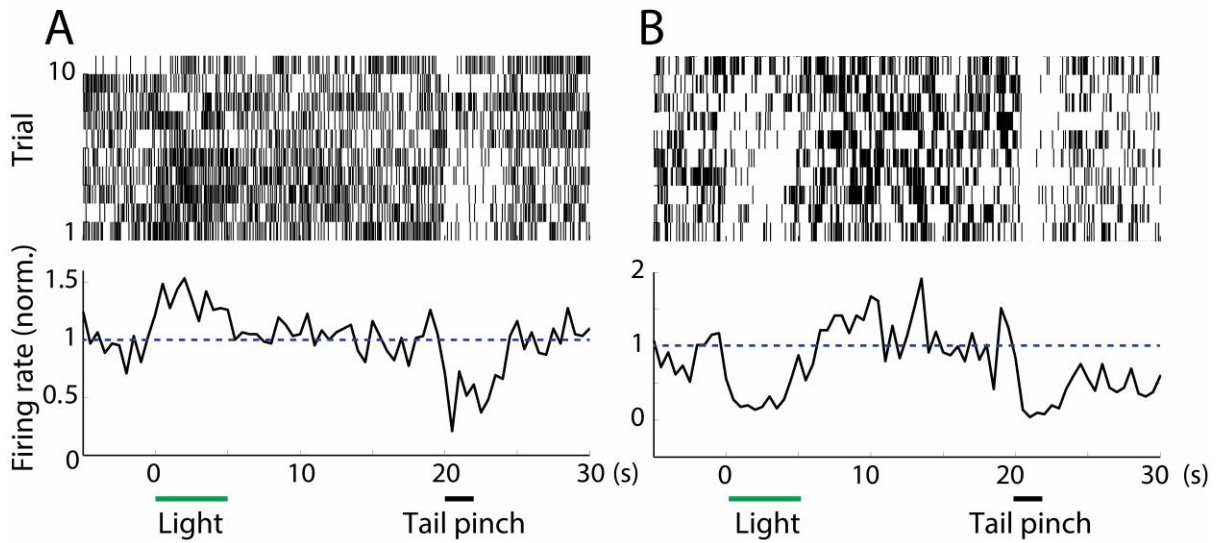 A
B
10
Trial
1
Firing rate (norm.)
1.5
1
0.5
0
2
1
0
0 10 20 30 (s)
0 10 20 30 (s)
Light Tail pinch
Light Tail pinch